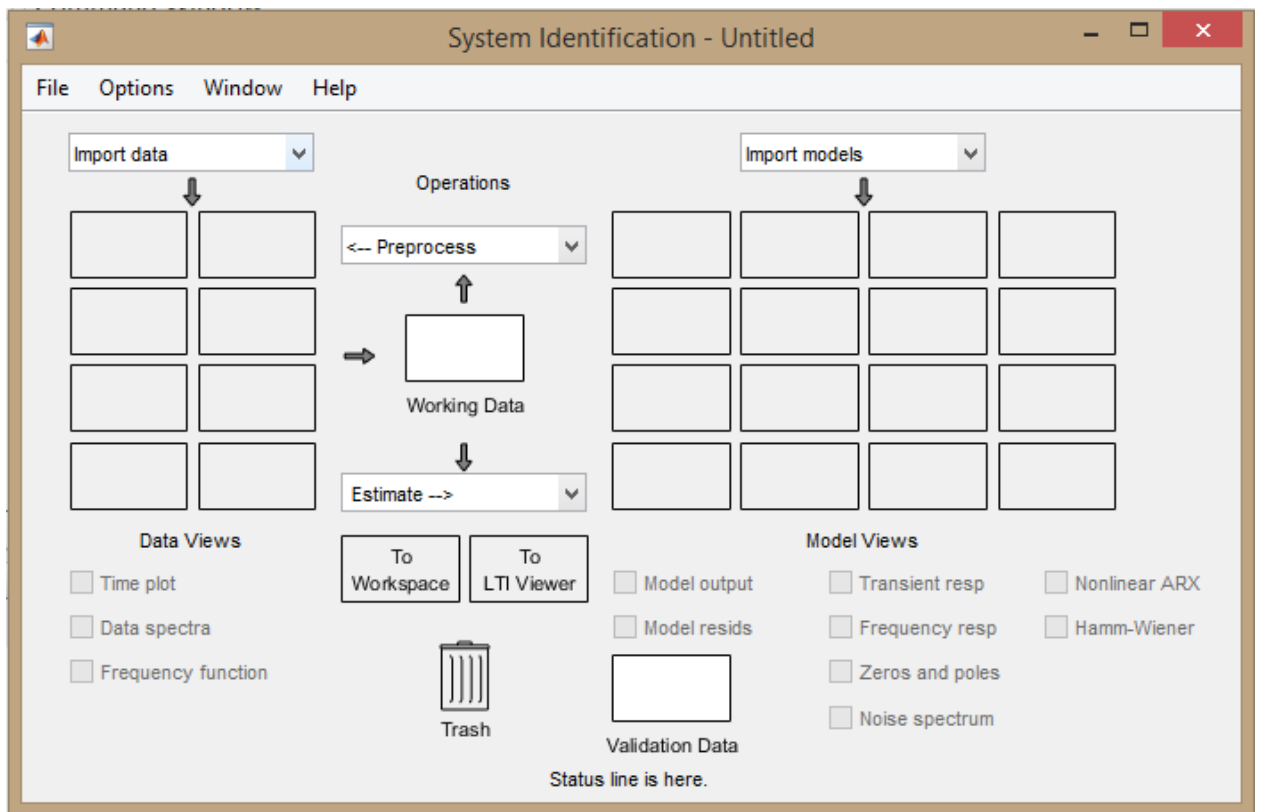 System Identification - Untitled
File Options Window Help
Import data
Import models
Operations
<-- Preprocess
Working Data
Estimate -->
Data Views
Model Views
To
Workspace
To
LTI Viewer
Time plot
Data spectra
Frequency function
Model output
Transient resp
Nonlinear ARX
Model resids
Frequency resp
Hamm-Wiener
Zeros and poles
Noise spectrum
Trash
Validation Data
Status line is here.